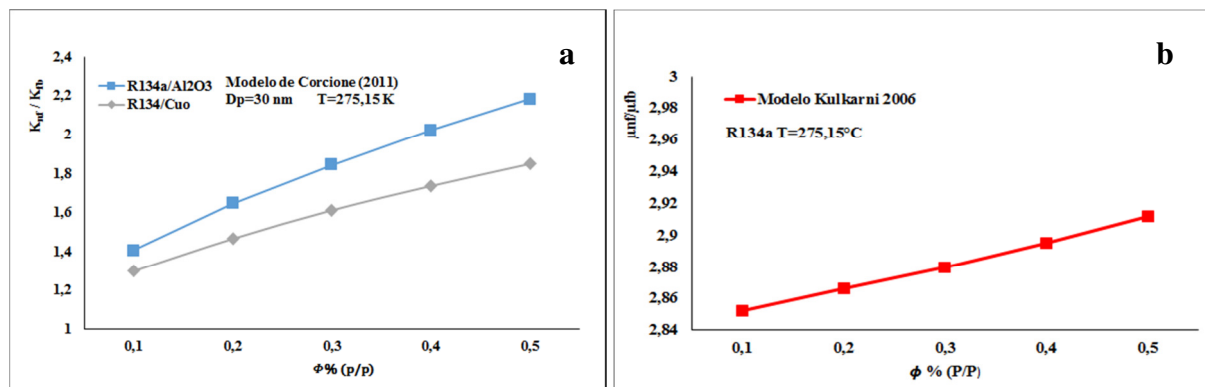 a
2,4
2,2
2
1,8
1,6
1,4
1,2
1
Knf / Kfb
R134a/Al2O3
R134/Cuo
Modelo de Corcione (2011)
Dp=30 nm T=275,15 K
0,1 0,2 0,3 0,4 0,5
Φ% (p/p)
b
3
2,98
2,96
2,94
2,92
2,9
2,88
2,86
2,84
µnf/µfb
Modelo Kulkarni 2006
R134a T=275,15°C
0,1 0,2 0,3 0,4 0,5
ϕ % (P/P)